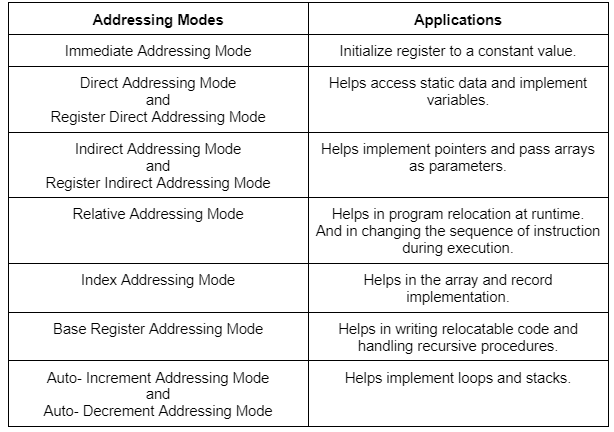 Addressing Modes
Applications
Immediate Addressing Mode
Initialize register to a constant value.
Direct Addressing Mode
and
Register Direct Addressing Mode
Helps access static data and implement
variables.
Indirect Addressing Mode
and
Register Indirect Addressing Mode
Helps implement pointers and pass arrays
as parameters.
Relative Addressing Mode
Helps in program relocation at runtime.
And in changing the sequence of instruction
during execution.
Index Addressing Mode
Helps in the array and record
implementation.
Base Register Addressing Mode
Helps in writing relocatable code and
handling recursive procedures.
Auto- Increment Addressing Mode
and
Auto- Decrement Addressing Mode
Helps implement loops and stacks.